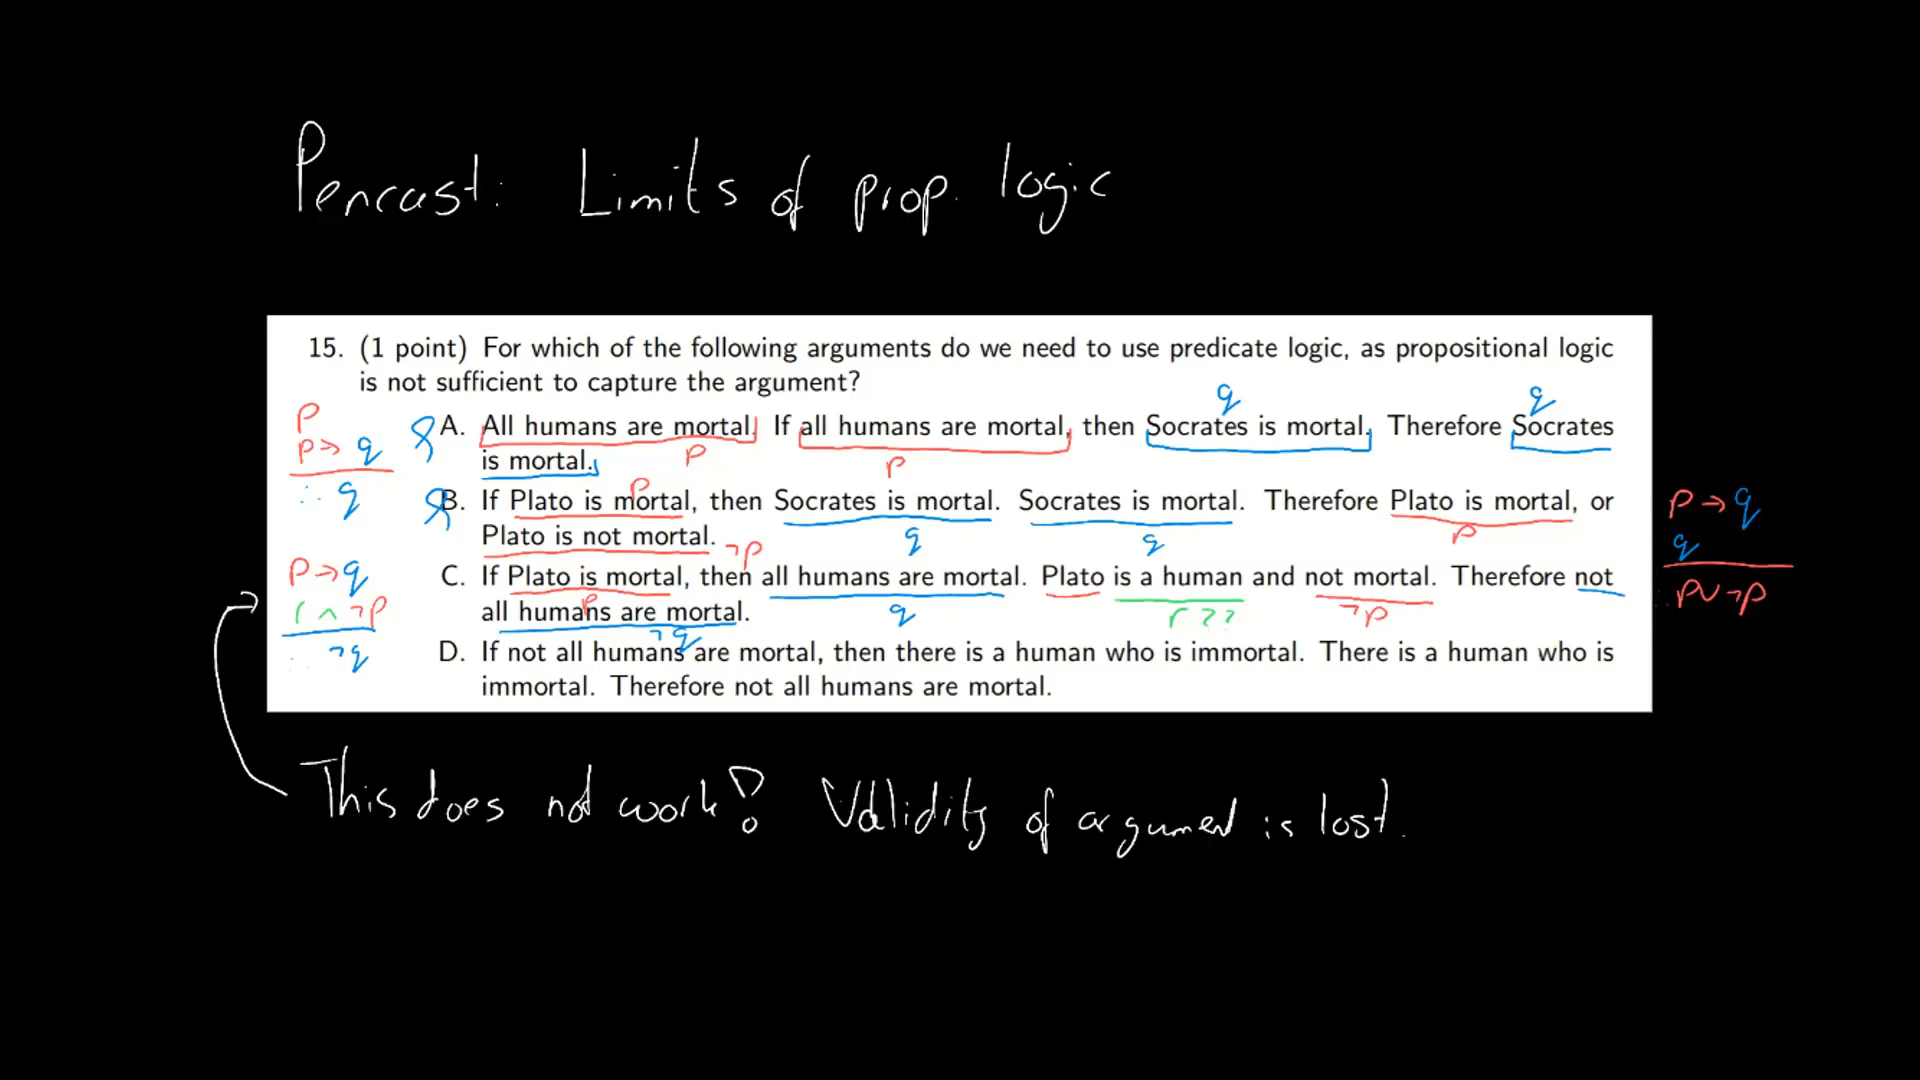 Pencast: Limits of prop. logic
15. (1 point) For which of the following arguments do we need to use predicate logic, as propositional logic
is not sufficient to capture the argument?
q q
p
A. All humans are mortal. If all humans are mortal, then Socrates is mortal. Therefore Socrates
p → q
is mortal.
p p
∴ q
p
B. If Plato is mortal, then Socrates is mortal. Socrates is mortal. Therefore Plato is mortal, or
p → q
Plato is not mortal.
¬p q q p
q
p → q
C. If Plato is mortal, then all humans are mortal. Plato is a human and not mortal. Therefore not
∴ p ∨ ¬p
r ∧ ¬p
all humans are mortal.
p q r ?? ¬p
¬q
∴ ¬q
D. If not all humans are mortal, then there is a human who is immortal. There is a human who is
immortal. Therefore not all humans are mortal.
This does not work! Validity of argument is lost.